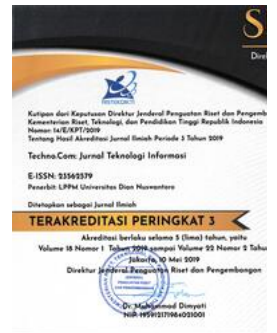 S
Direk
Kutipan dari Keputusan Direktur Jenderal Penguatan Riset dan Pengemb
Kementerian Riset, Teknologi, dan Pendidikan Tinggi Republik Indonesia
Nomor: 14/E/KPT/2019
Tentang Hasil Akreditasi Jurnal Ilmiah Periode 3 Tahun 2019
Techno.Com: Jurnal Teknologi Informasi
E-ISSN: 23562579
Penerbit: LPPM Universitas Dian Nuswantoro
Ditetapkan sebagai Jurnal Ilmiah
TERAKREDITASI PERINGKAT 3
Akreditasi berlaku selama 5 (lima) tahun, yaitu
Volume 18 Nomor 1 Tahun 2019 sampai Volume 22 Nomor 2 Tahu
Jakarta, 10 Mei 2019
Direktur Jenderal Penguatan Riset dan Pengembangan
Dr. Muhammad Dimyati
NIP. 195912171984021001